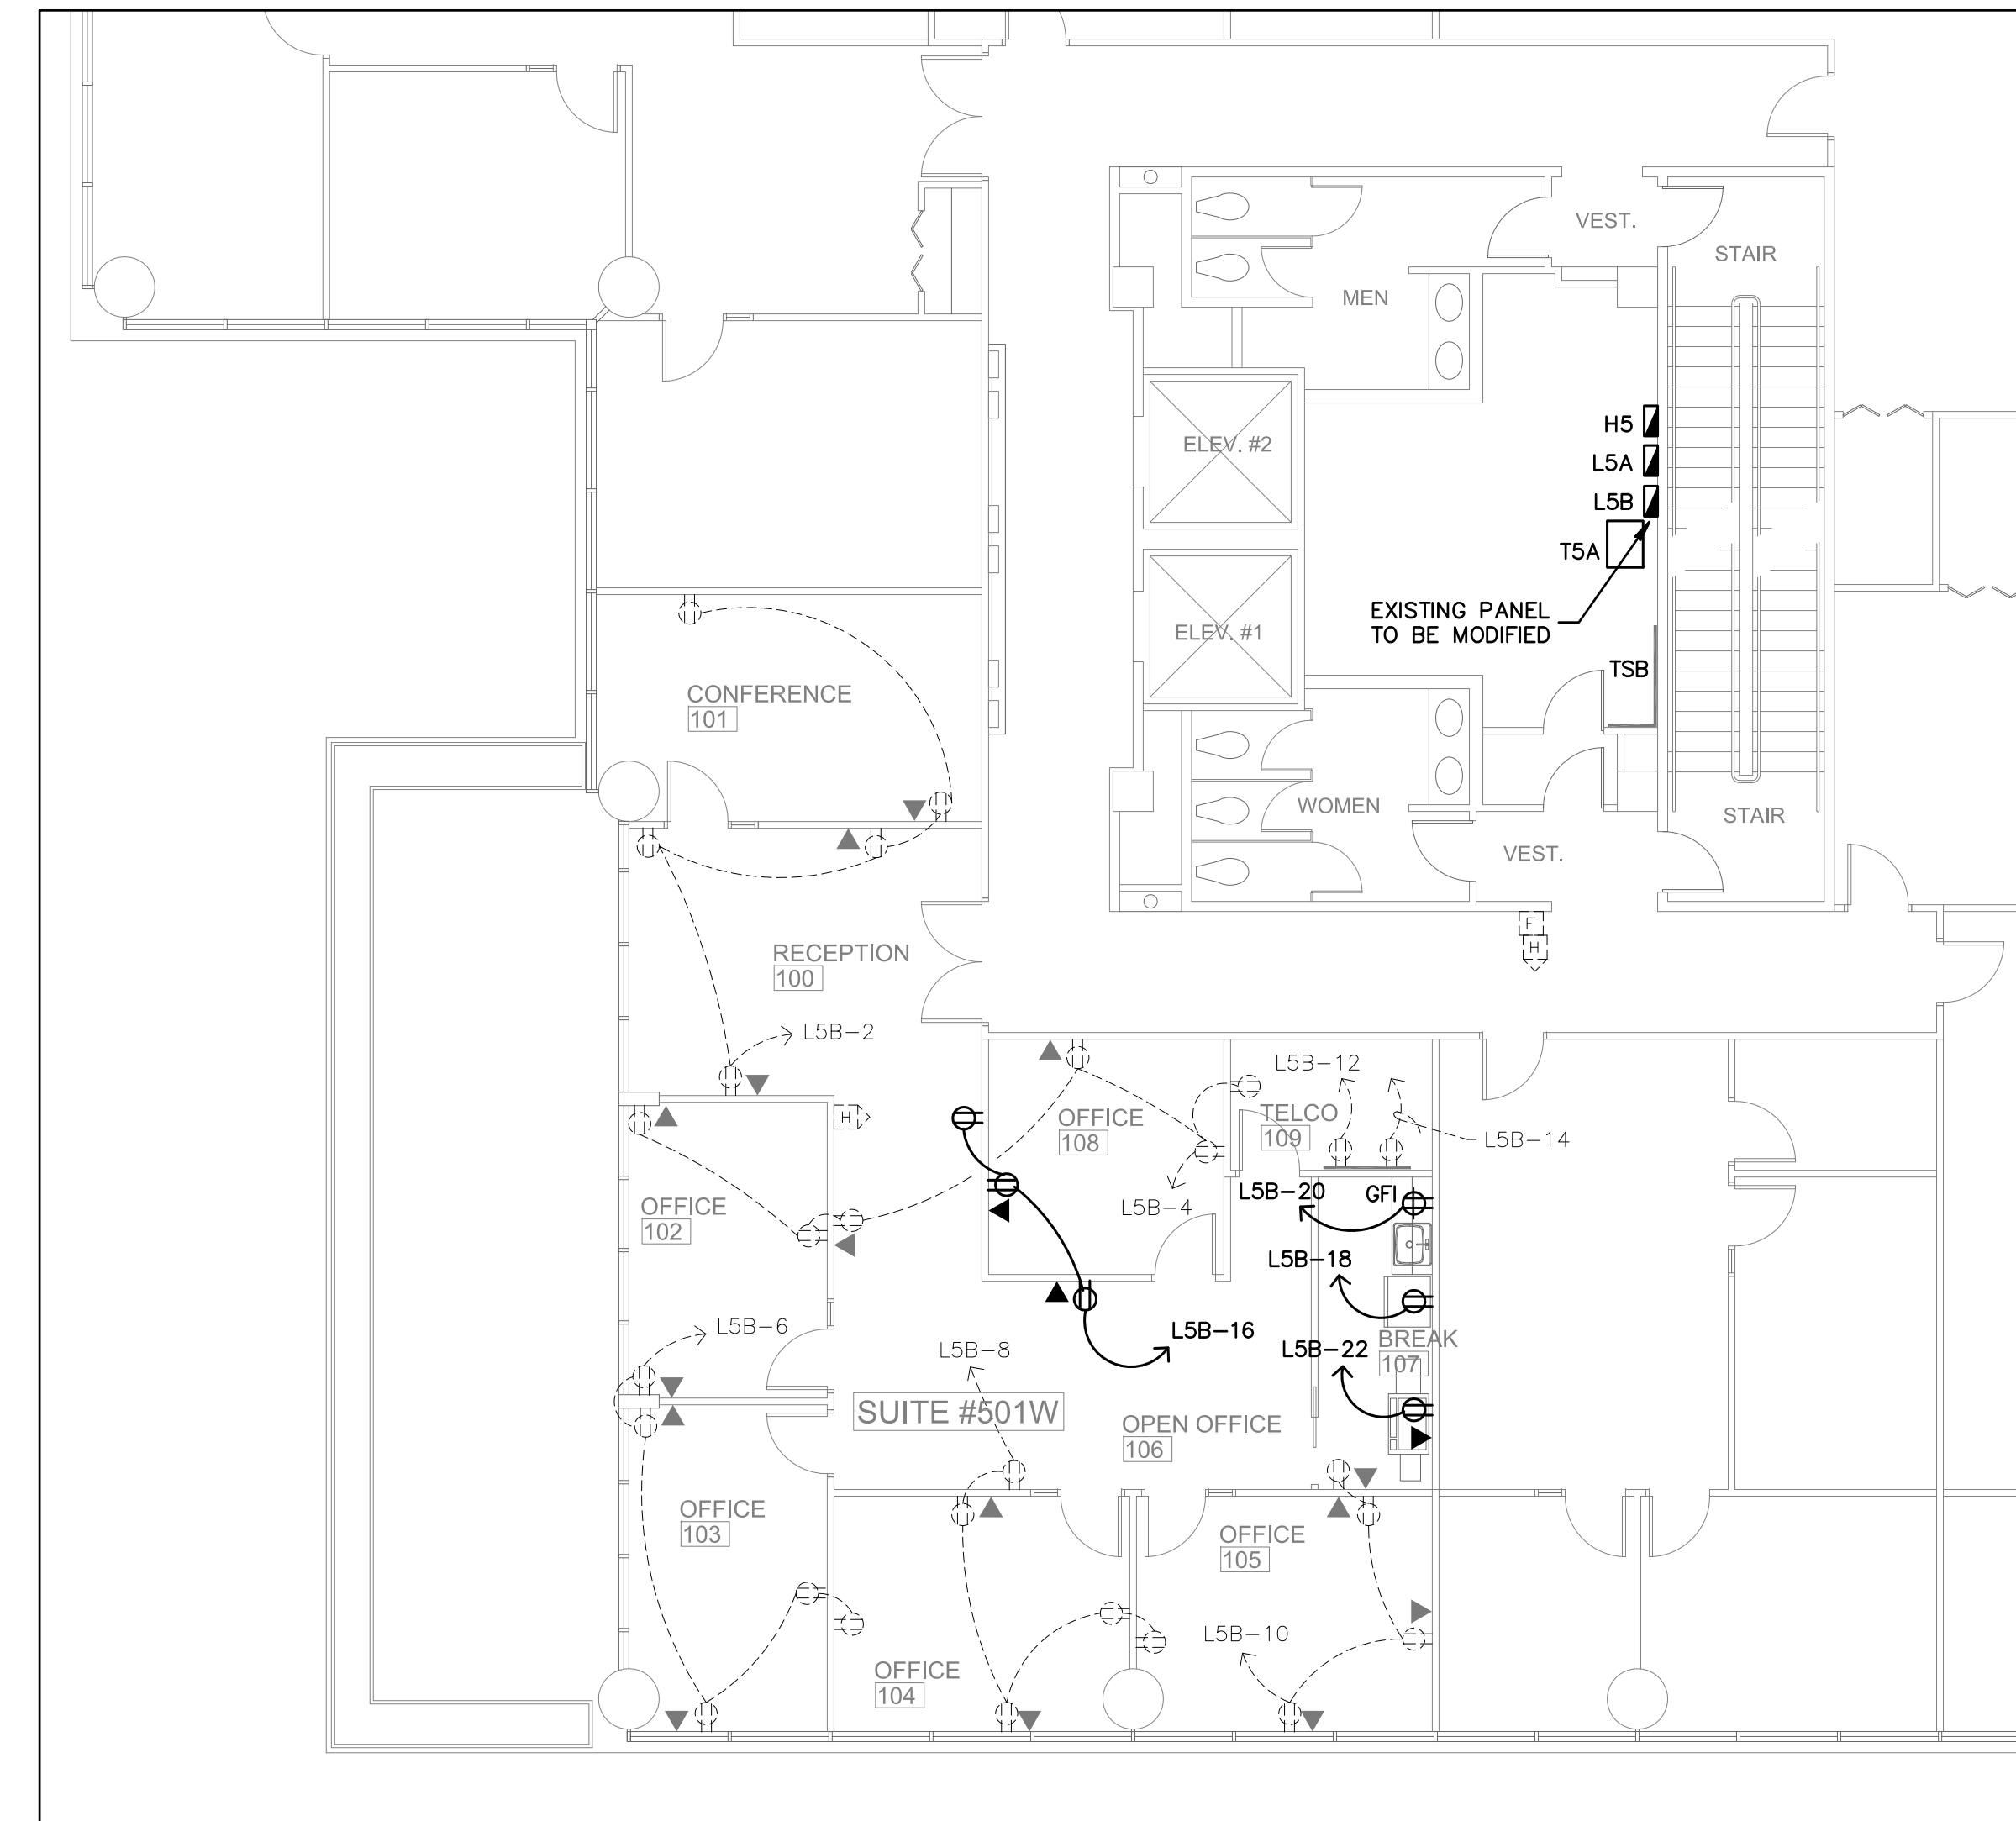 VEST.
STAIR
MEN
H5
ELEV. #2
L5A
L5B
T5A
EXISTING PANEL
TO BE MODIFIED
ELEV. #1
TSB
CONFERENCE
101
WOMEN
STAIR
VEST.
F
H
RECEPTION
100
L5B-2
L5B-12
H
OFFICE
108
TELCO
109
L5B-14
L5B-20
GFI
L5B-4
OFFICE
102
L5B-18
L5B-6
L5B-16
BREAK
107
L5B-8
L5B-22
SUITE #501W
OPEN OFFICE
106
OFFICE
103
OFFICE
105
L5B-10
OFFICE
104